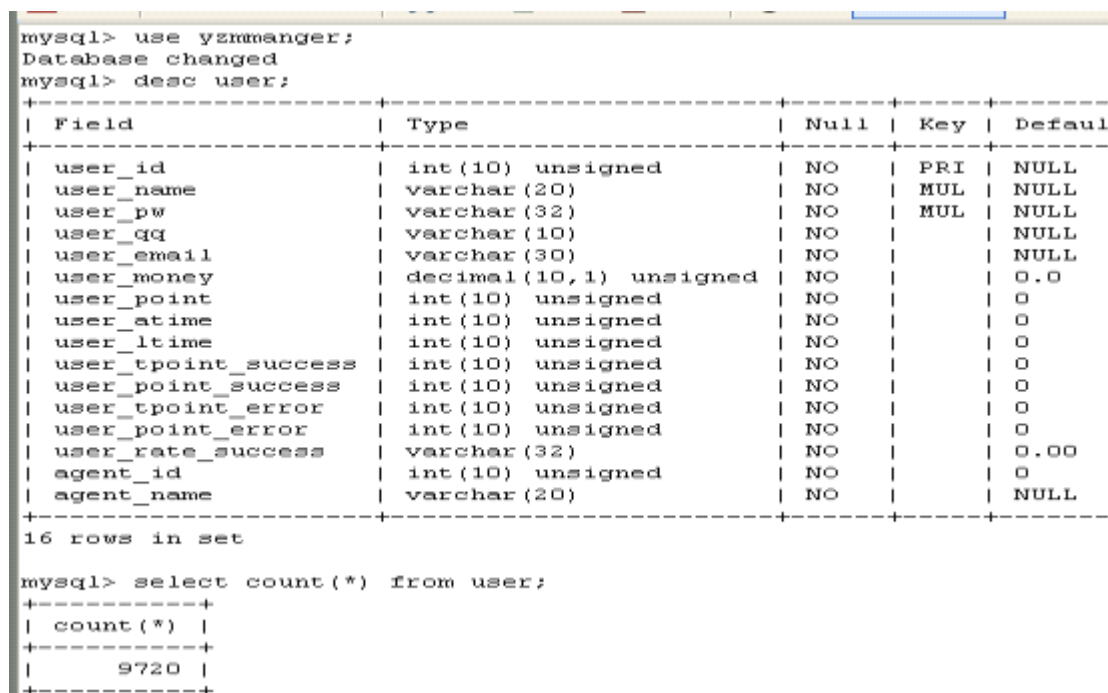 mysql> use yzmmanger;
Database changed
mysql> desc user;
+----------------------+-------------------------+------+-----+-------
| Field | Type | Null | Key | Defaul
+----------------------+-------------------------+------+-----+-------
| user_id | int(10) unsigned | NO | PRI | NULL
| user_name | varchar(20) | NO | MUL | NULL
| user_pw | varchar(32) | NO | MUL | NULL
| user_qq | varchar(10) | NO | | NULL
| user_email | varchar(30) | NO | | NULL
| user_money | decimal(10,1) unsigned | NO | | 0.0
| user_point | int(10) unsigned | NO | | 0
| user_atime | int(10) unsigned | NO | | 0
| user_ltime | int(10) unsigned | NO | | 0
| user_tpoint_success | int(10) unsigned | NO | | 0
| user_point_success | int(10) unsigned | NO | | 0
| user_tpoint_error | int(10) unsigned | NO | | 0
| user_point_error | int(10) unsigned | NO | | 0
| user_rate_success | varchar(32) | NO | | 0.00
| agent_id | int(10) unsigned | NO | | 0
| agent_name | varchar(20) | NO | | NULL
+----------------------+-------------------------+------+-----+-------
16 rows in set
mysql> select count(*) from user;
+----------+
| count(*) |
+----------+
| 9720 |
+----------+